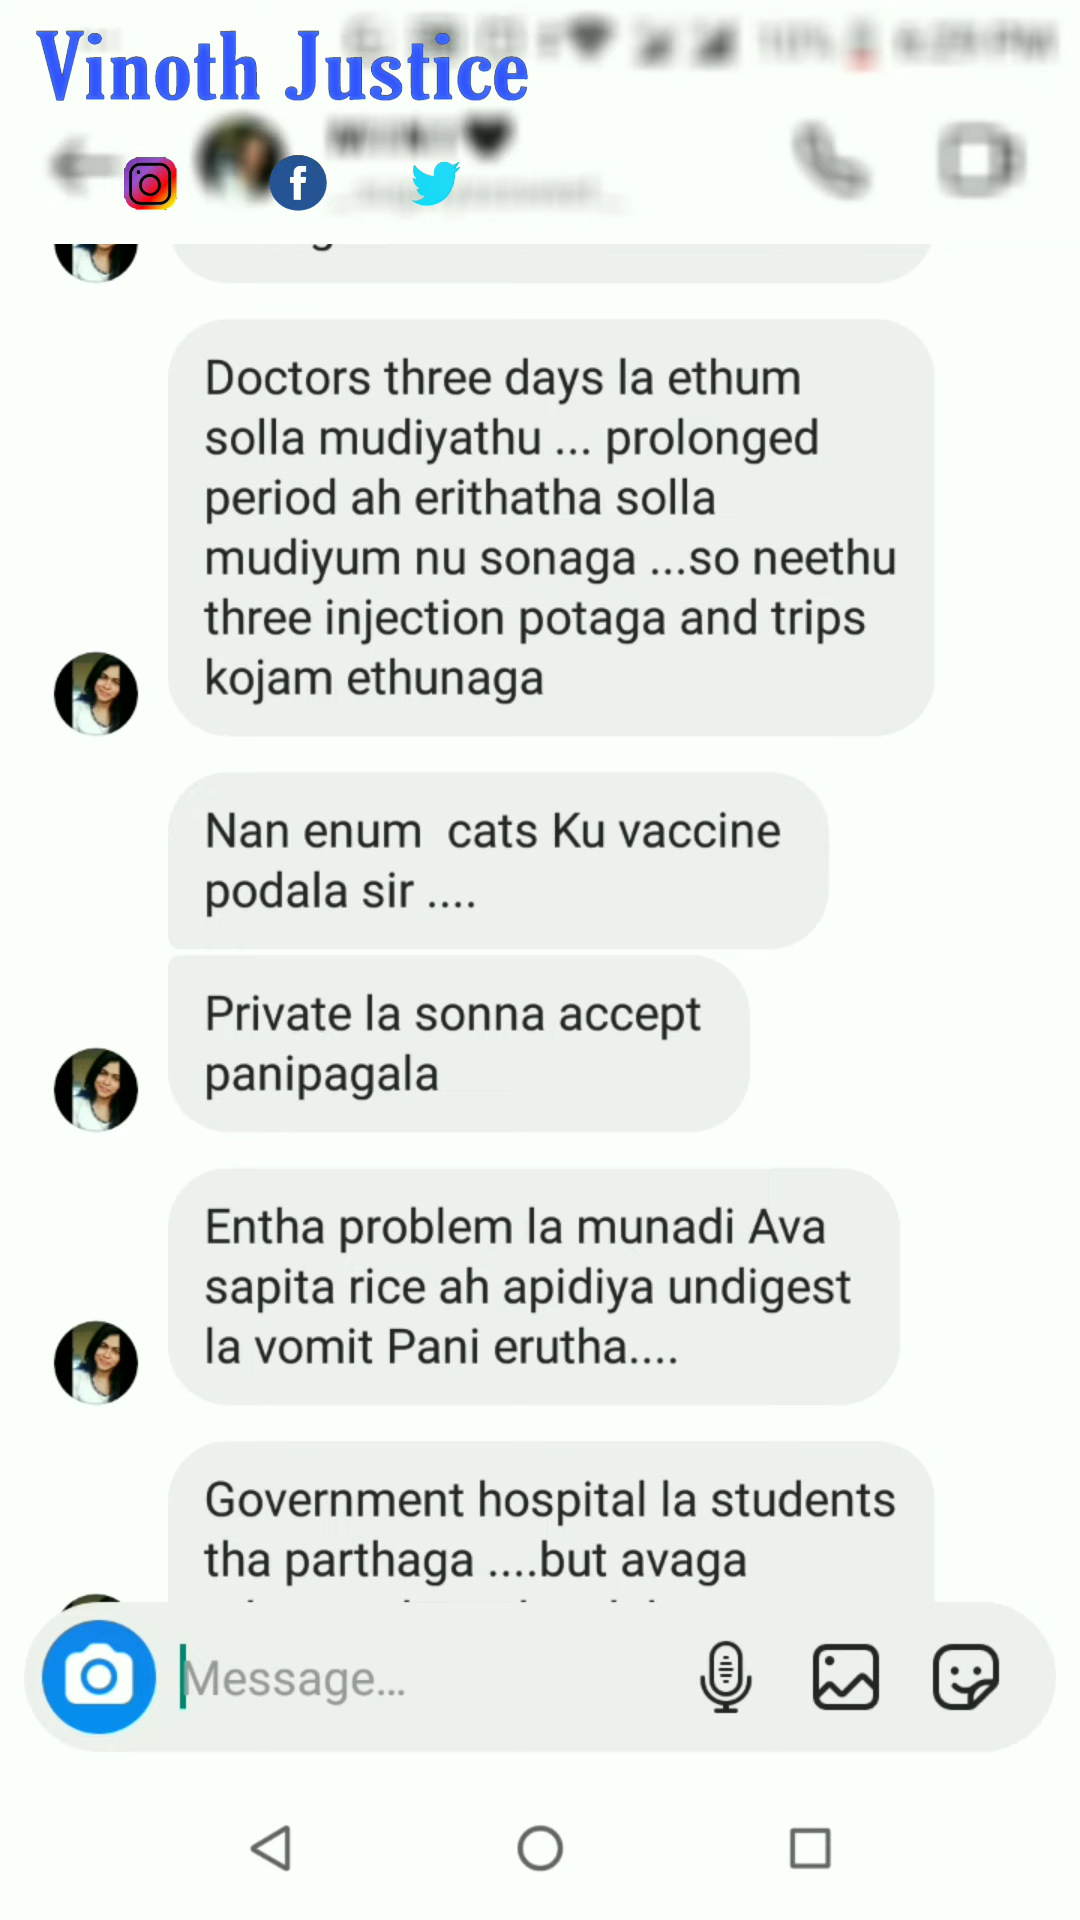 Vinoth Justice
Doctors three days la ethum
solla mudiyathu ... prolonged
period ah erithatha solla
mudiyum nu sonaga ...so neethu
three injection potaga and trips
kojam ethunaga
Nan enum cats Ku vaccine
podala sir ....
Private la sonna accept
panipagala
Entha problem la munadi Ava
sapita rice ah apidiya undigest
la vomit Pani erutha....
Government hospital la students
tha parthaga ....but avaga
Message...